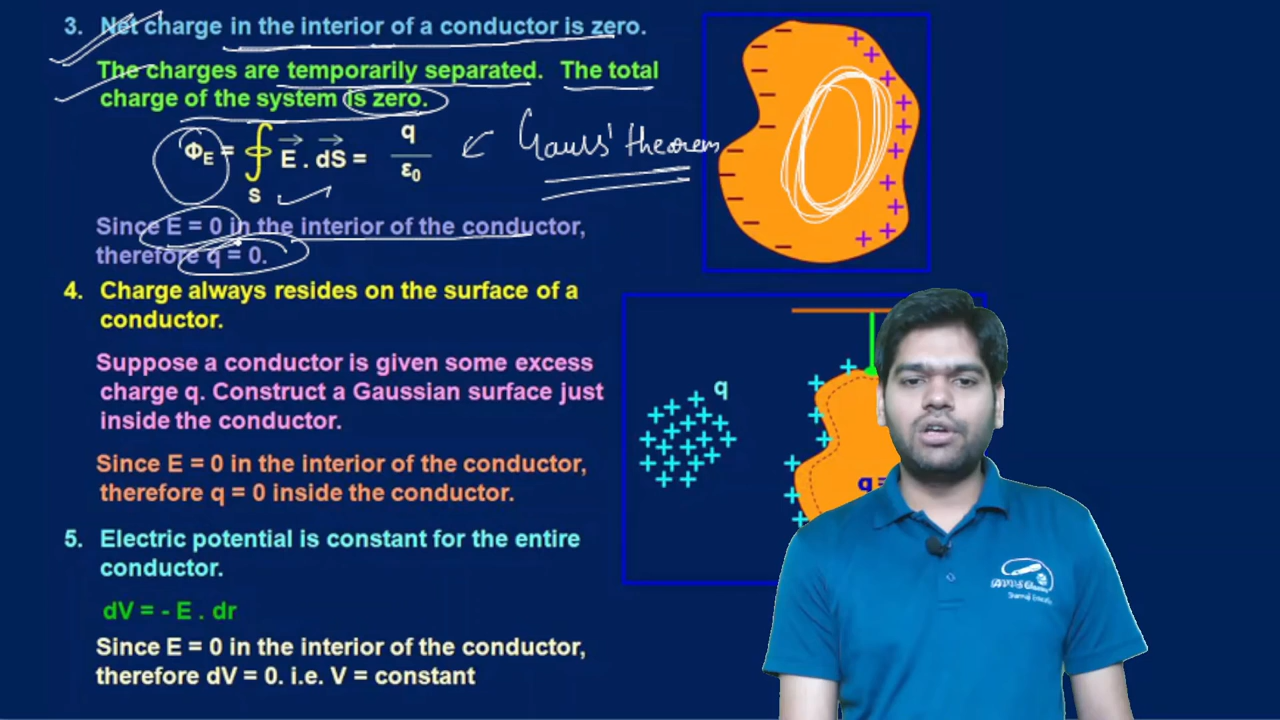 3. Net charge in the interior of a conductor is zero.
The charges are temporarily separated. The total
charge of the system is zero.
ΦE = ∮S E⃗ . dS⃗ = q / ε0
Gauss' theorem
Since E = 0 in the interior of the conductor,
therefore q = 0.
4. Charge always resides on the surface of a
conductor.
Suppose a conductor is given some excess
charge q. Construct a Gaussian surface just
inside the conductor.
Since E = 0 in the interior of the conductor,
therefore q = 0 inside the conductor.
5. Electric potential is constant for the entire
conductor.
dV = - E . dr
Since E = 0 in the interior of the conductor,
therefore dV = 0. i.e. V = constant
q
q=